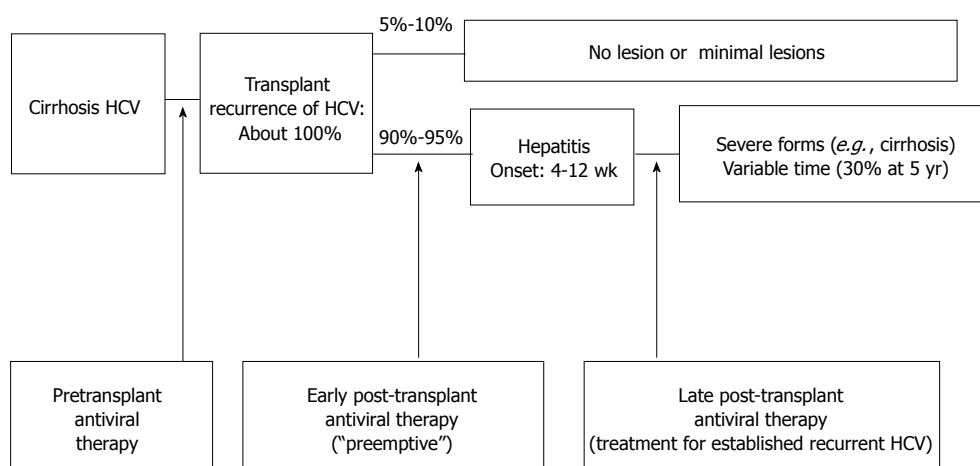 Cirrhosis HCV
Transplant
recurrence of HCV:
About 100%
5%-10%
No lesion or minimal lesions
90%-95%
Hepatitis
Onset: 4-12 wk
Severe forms (e.g., cirrhosis)
Variable time (30% at 5 yr)
Pretransplant
antiviral
therapy
Early post-transplant
antiviral therapy
(“preemptive”)
Late post-transplant
antiviral therapy
(treatment for established recurrent HCV)